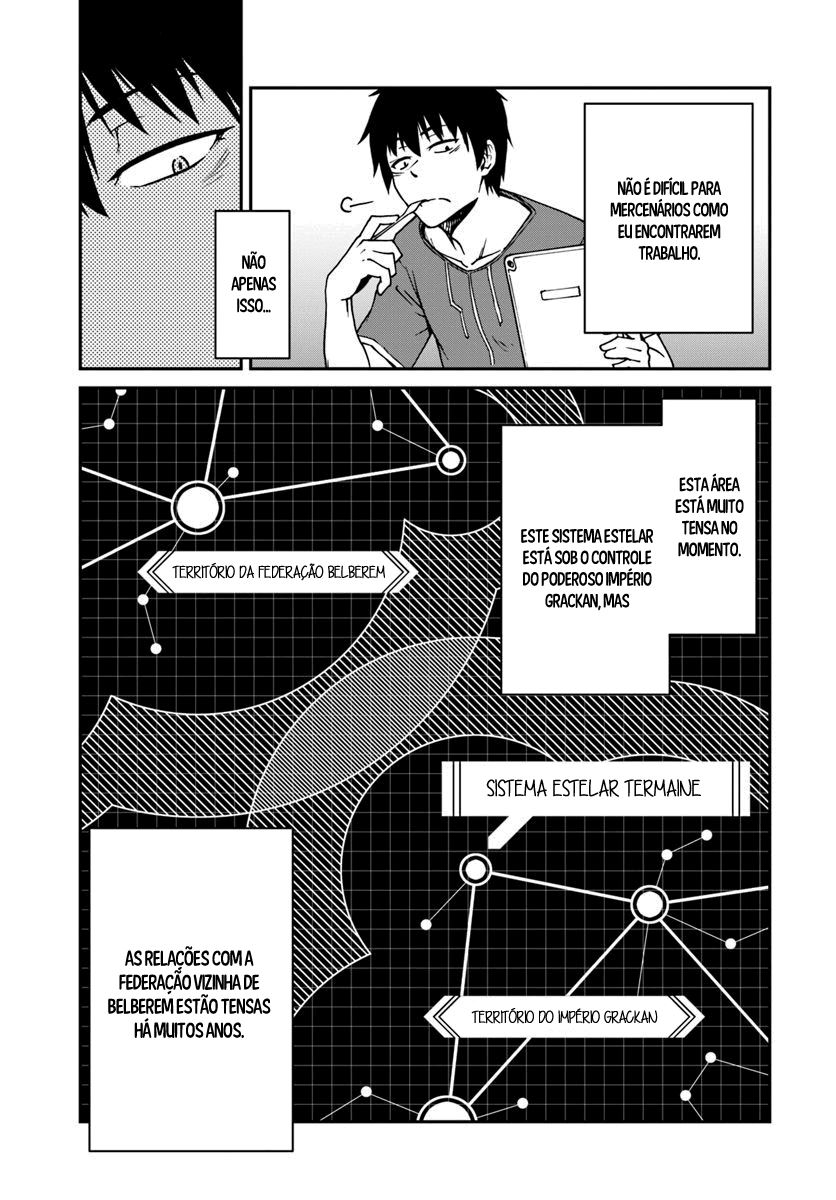 NÃO É DIFÍCIL PARA
MERCENÁRIOS COMO
EU ENCONTRAREM
TRABALHO.
NÃO
APENAS
ISSO...
ESTA ÁREA
ESTÁ MUITO
TENSA NO
MOMENTO.
ESTE SISTEMA ESTELAR
ESTÁ SOB O CONTROLE
DO PODEROSO IMPÉRIO
GRACKAN, MAS
TERRITÓRIO DA FEDERAÇÃO BELBEREM
SISTEMA ESTELAR TERMAINE
AS RELAÇÕES COM A
FEDERAÇÃO VIZINHA DE
BELBEREM ESTÃO TENSAS
HÁ MUITOS ANOS.
TERRITÓRIO DO IMPÉRIO GRACKAN